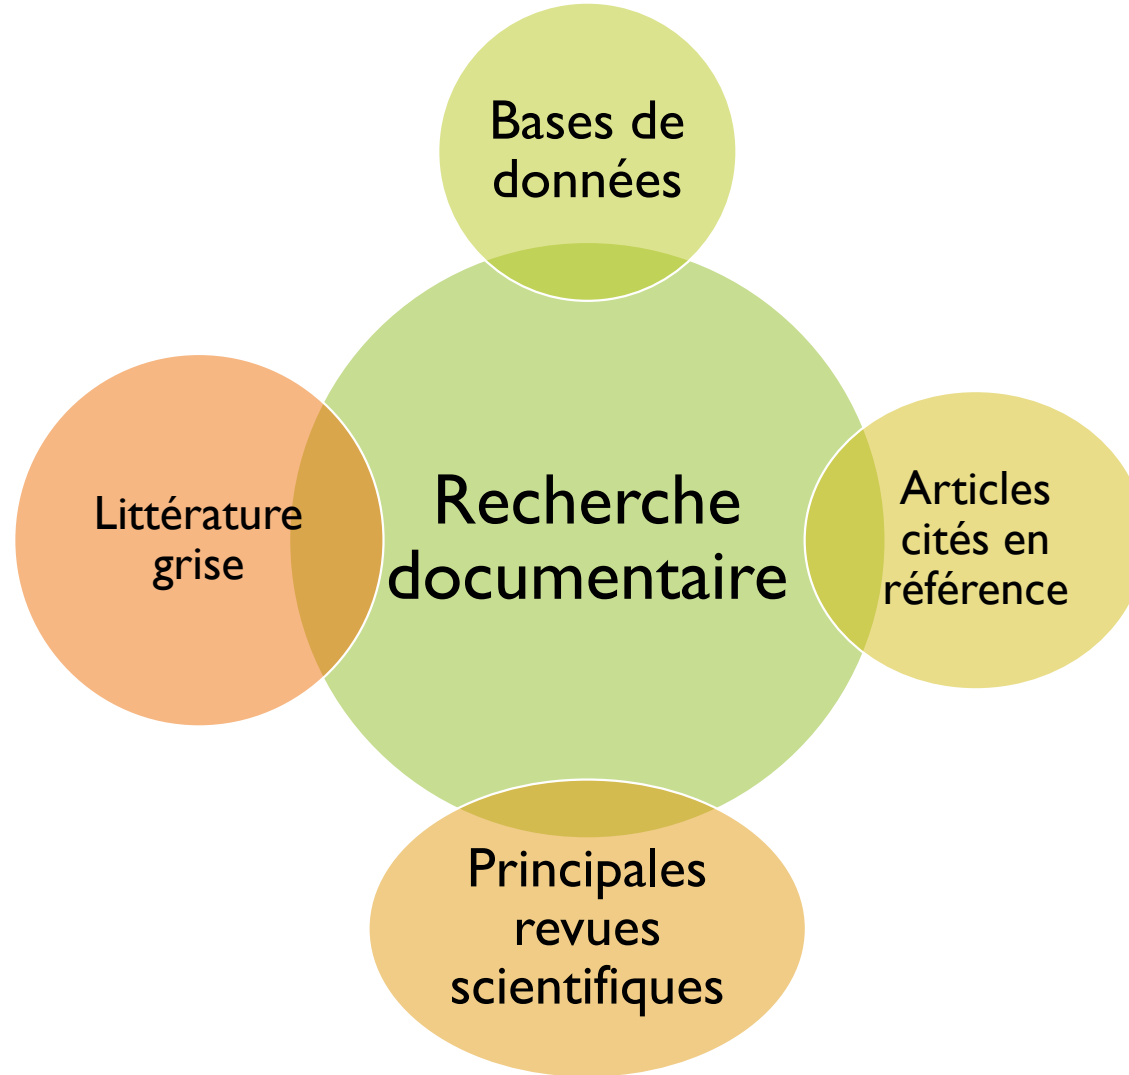 Bases de
données
Littérature
grise
Recherche
documentaire
Articles
cités en
référence
Principales
revues
scientifiques